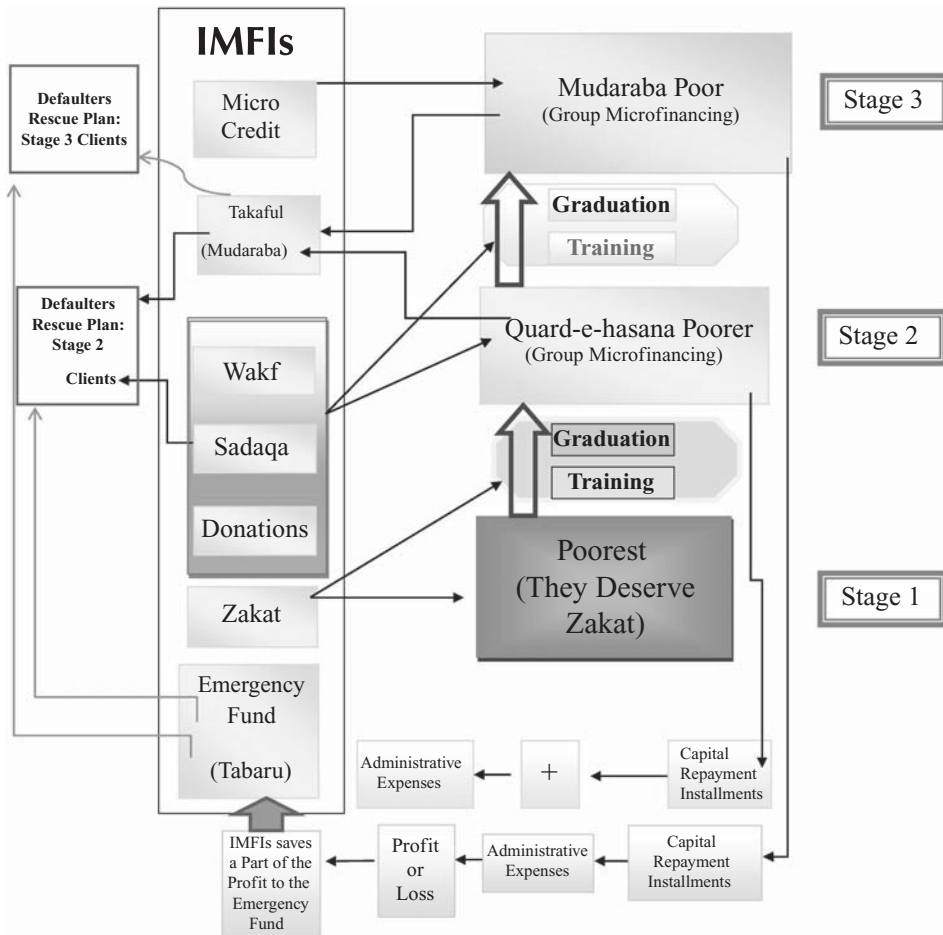 IMFIs
Defaulters
Rescue Plan:
Stage 3 Clients
Micro
Credit
Mudaraba Poor
(Group Microfinancing)
Stage 3
Takaful
(Mudaraba)
Graduation
Training
Defaulters
Rescue Plan:
Stage 2
Clients
Quard-e-hasana Poorer
(Group Microfinancing)
Stage 2
Wakf
Sadaqa
Donations
Graduation
Training
Zakat
Poorest
(They Deserve
Zakat)
Stage 1
Emergency
Fund
(Tabaru)
Administrative
Expenses
+
Capital
Repayment
Installments
IMFIs saves
a Part of the
Profit to the
Emergency
Fund
Profit
or
Loss
Administrative
Expenses
Capital
Repayment
Installments